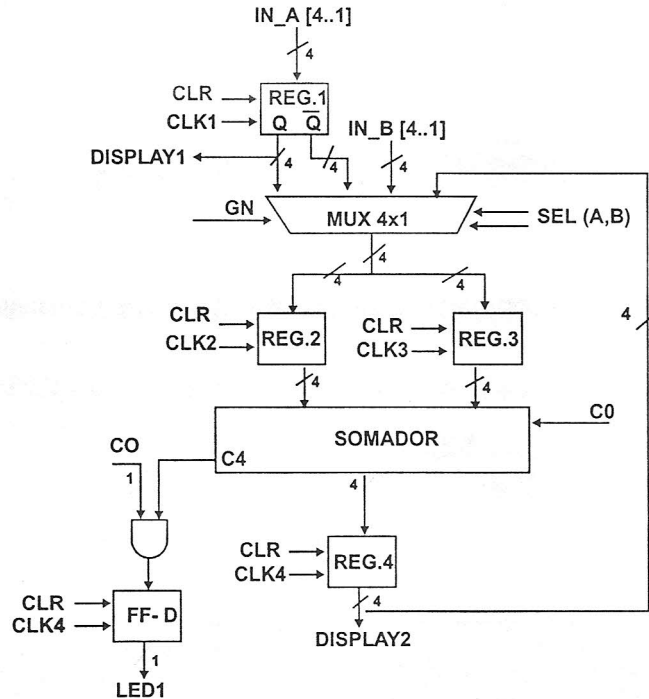 IN_A [4..1]
4
CLR
REG.1
CLK1
Q Q̅
IN_B [4..1]
DISPLAY1
4
4
4
GN
MUX 4x1
SEL (A,B)
4
4
4
CLR
CLK2
REG.2
CLR
CLK3
REG.3
4
4
4
SOMADOR
C0
CO
C4
1
4
CLR
CLK4
REG.4
CLR
CLK4
FF- D
4
DISPLAY2
1
LED1